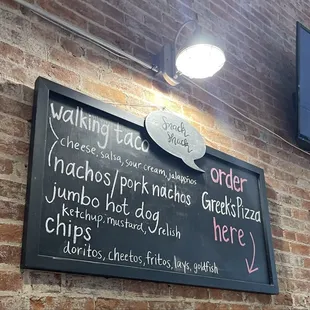 Snack
Shack
walking taco
cheese, salsa, sour cream, jalapeños
nachos/pork nachos
jumbo hot dog
ketchup, mustard, relish
chips
doritos, cheetos, fritos, lays, goldfish
order
Greek's Pizza
here